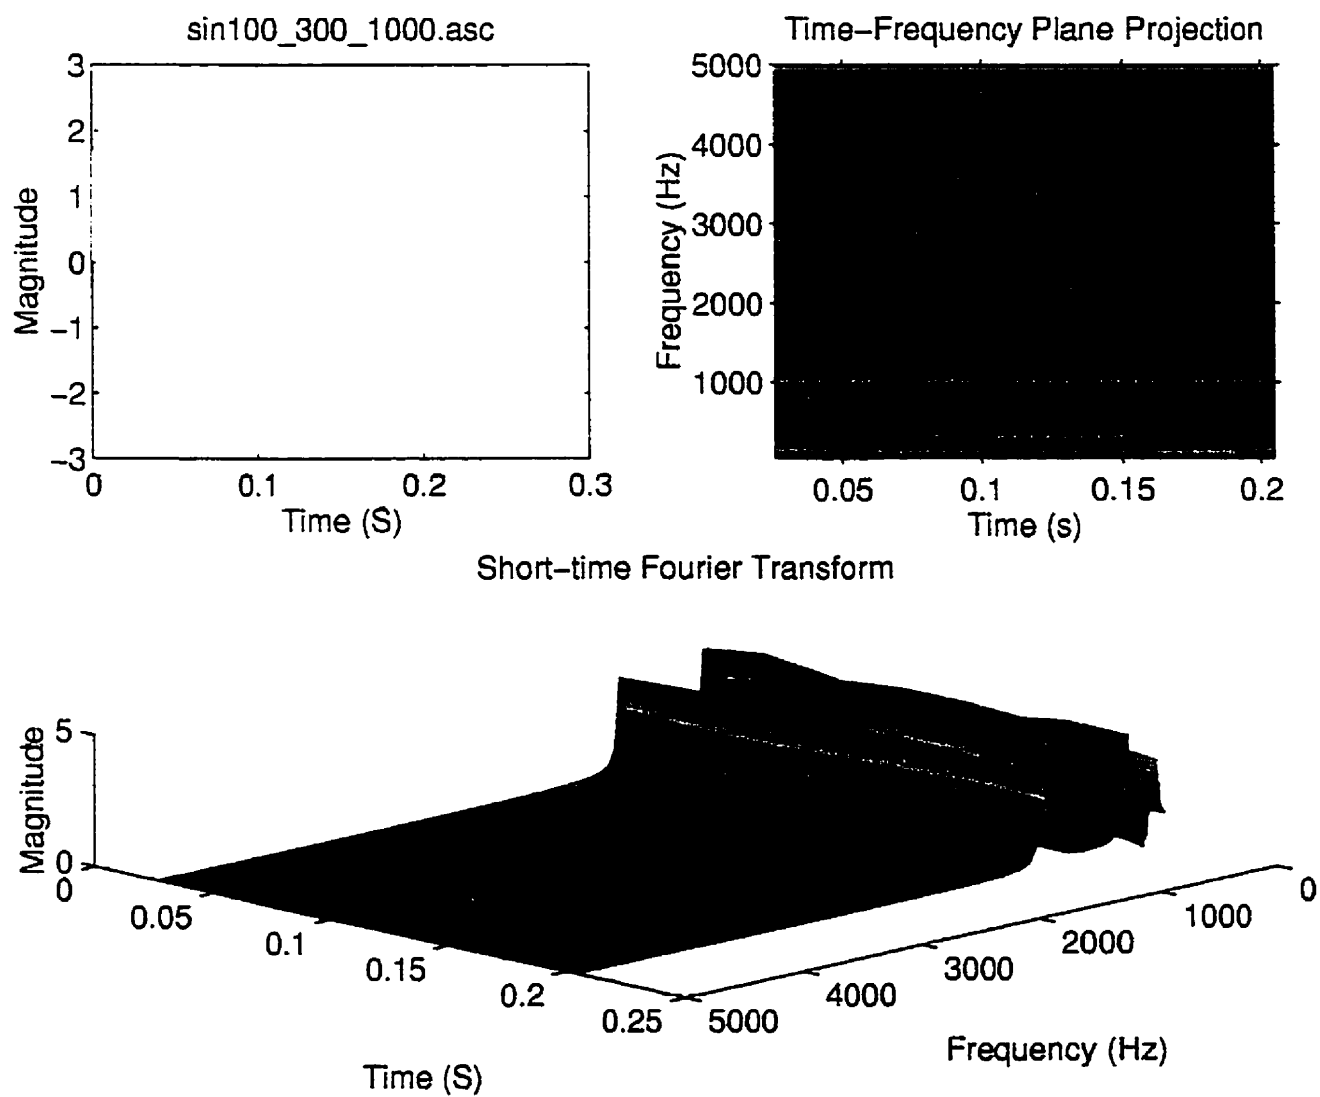 sin100_300_1000.asc
3
2
1
0
−1
−2
−3
Magnitude
0 0.1 0.2 0.3
Time (S)
Time−Frequency Plane Projection
5000
4000
3000
2000
1000
Frequency (Hz)
0.05 0.1 0.15 0.2
Time (s)
Short−time Fourier Transform
5
0
Magnitude
0
0.05
0.1
0.15
0.2
0.25
Time (S)
5000
4000
3000
2000
1000
0
Frequency (Hz)